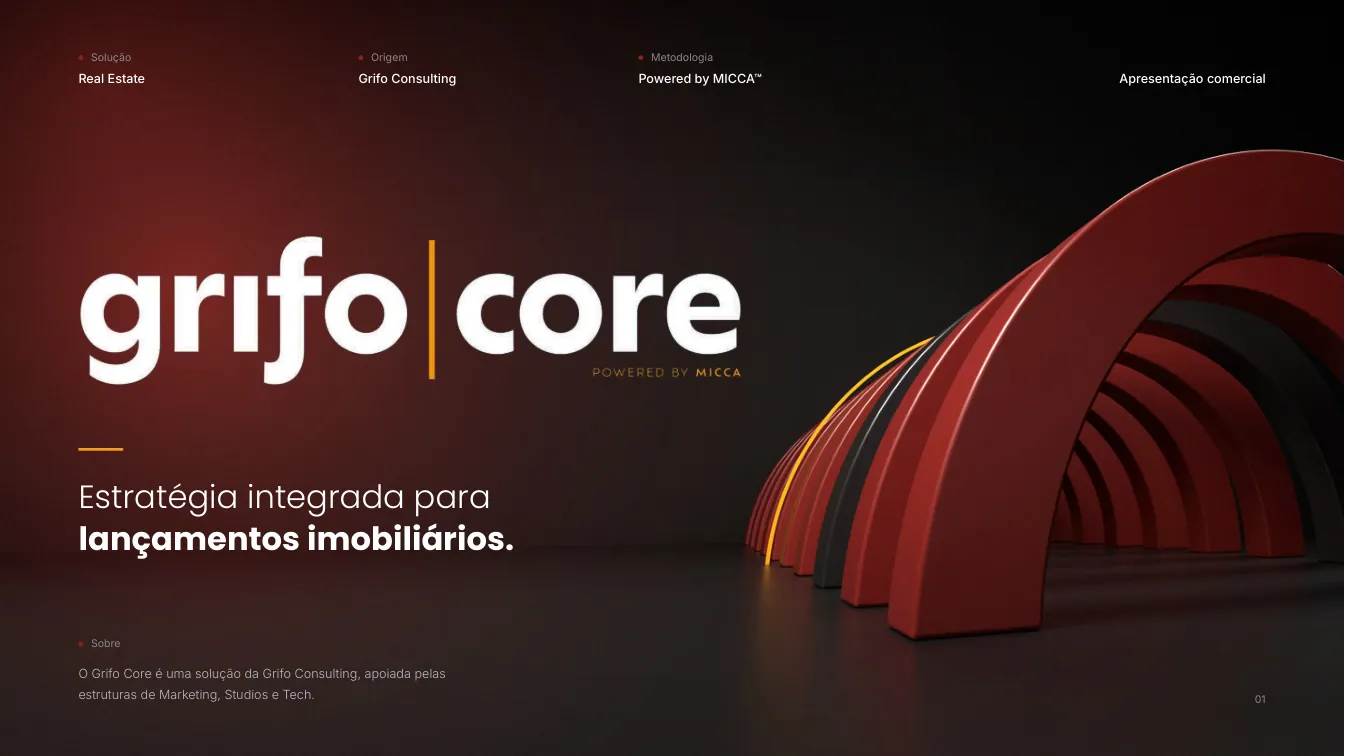 Solução
Real Estate
Origem
Grifo Consulting
Metodologia
Powered by MICCA™
Apresentação comercial
grifo|core
POWERED BY MICCA
Estratégia integrada para
lançamentos imobiliários.
Sobre
O Grifo Core é uma solução da Grifo Consulting, apoiada pelas
estruturas de Marketing, Studios e Tech.
01